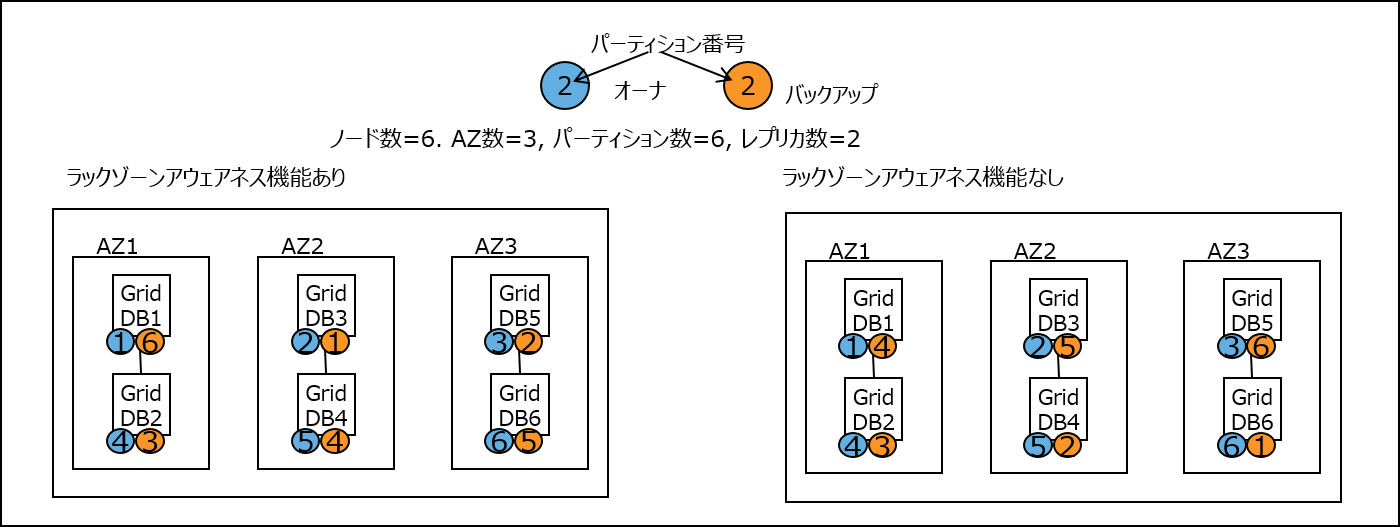 パーティション番号
2
オーナ
2
バックアップ
ノード数=6. AZ数=3, パーティション数=6, レプリカ数=2
ラックゾーンアウェアネス機能あり
AZ1
Grid
DB1
1 6
Grid
DB2
4 3
AZ2
Grid
DB3
2 1
Grid
DB4
5 4
AZ3
Grid
DB5
3 2
Grid
DB6
6 5
ラックゾーンアウェアネス機能なし
AZ1
Grid
DB1
1 4
Grid
DB2
4 3
AZ2
Grid
DB3
2 5
Grid
DB4
5 2
AZ3
Grid
DB5
3 6
Grid
DB6
6 1